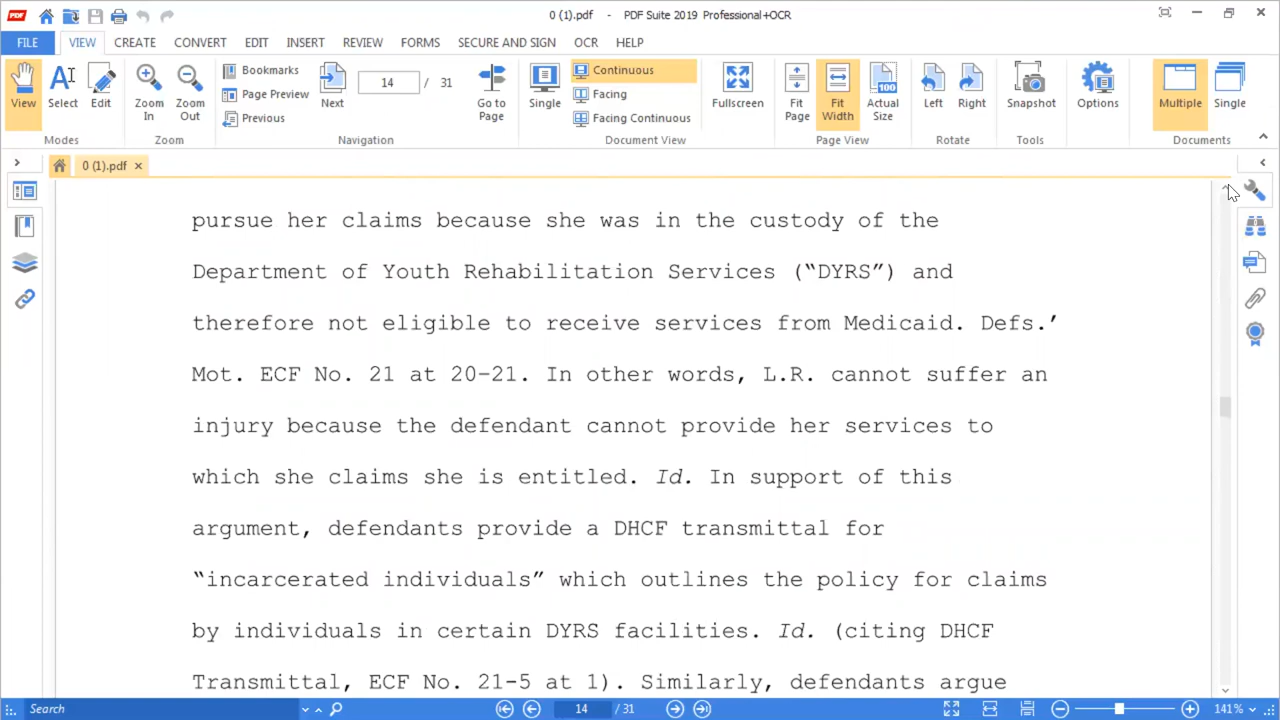 0 (1).pdf - PDF Suite 2019 Professional+OCR
FILE VIEW CREATE CONVERT EDIT INSERT REVIEW FORMS SECURE AND SIGN OCR HELP
View Select Edit
Modes
Zoom In Zoom Out
Zoom
Bookmarks
Page Preview
Previous
Next 14 / 31 Go to Page
Navigation
Single
Continuous
Facing
Facing Continuous
Document View
Fullscreen
Fit Page Fit Width Actual Size
100
Page View
Left Right
Rotate
Snapshot
Tools
Options
Multiple Single
Documents
0 (1).pdf
pursue her claims because she was in the custody of the
Department of Youth Rehabilitation Services (“DYRS”) and
therefore not eligible to receive services from Medicaid. Defs.’
Mot. ECF No. 21 at 20–21. In other words, L.R. cannot suffer an
injury because the defendant cannot provide her services to
which she claims she is entitled. Id. In support of this
argument, defendants provide a DHCF transmittal for
“incarcerated individuals” which outlines the policy for claims
by individuals in certain DYRS facilities. Id. (citing DHCF
Transmittal, ECF No. 21-5 at 1). Similarly, defendants argue
Search 14 / 31 141%